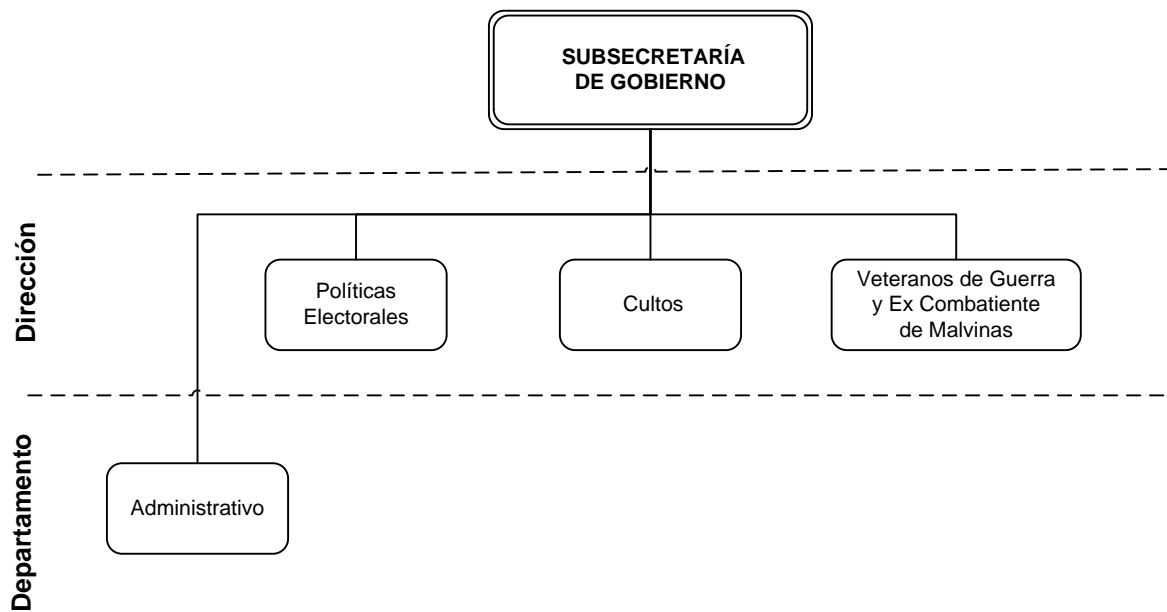 SUBSECRETARÍA
DE GOBIERNO
Dirección
Políticas
Electorales
Cultos
Veteranos de Guerra
y Ex Combatiente
de Malvinas
Departamento
Administrativo